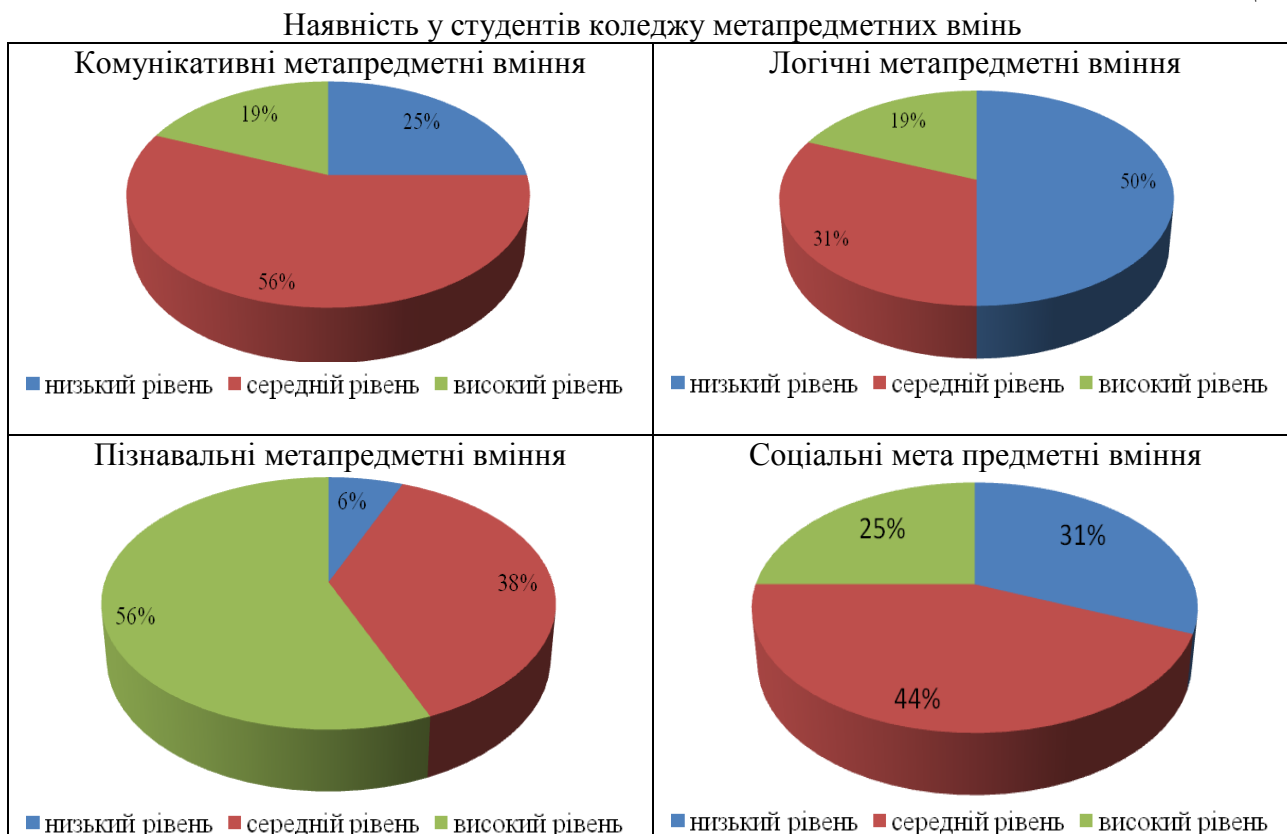 Наявність у студентів коледжу метапредметних вмінь
Комунікативні метапредметні вміння
19%
25%
56%
низький рівень середній рівень високий рівень
Логічні метапредметні вміння
19%
50%
31%
низький рівень середній рівень високий рівень
Пізнавальні метапредметні вміння
6%
38%
56%
низький рівень середній рівень високий рівень
Соціальні мета предметні вміння
25%
31%
44%
низький рівень середній рівень високий рівень